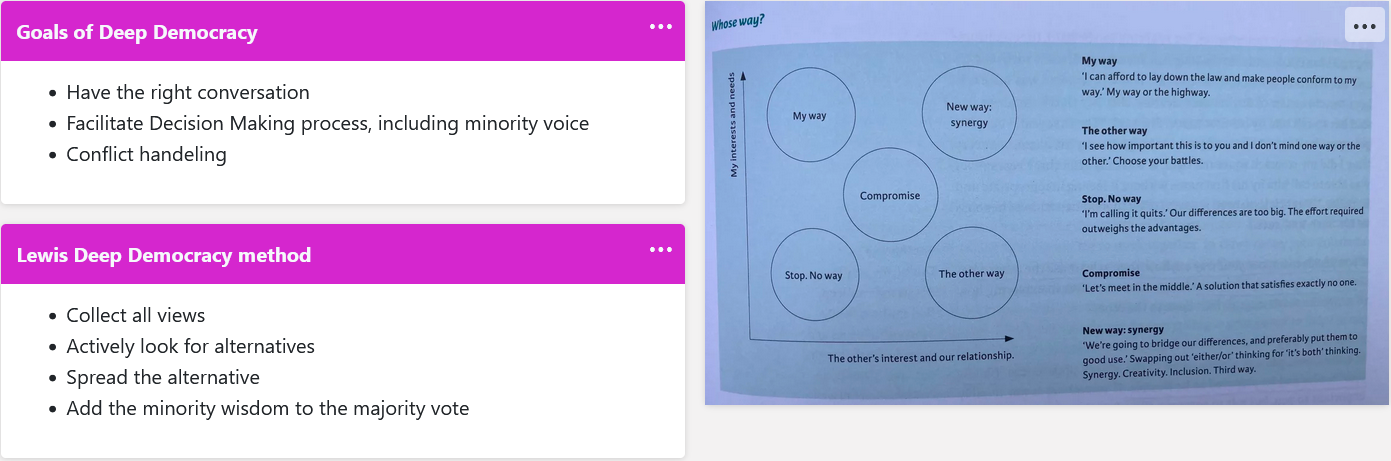 Goals of Deep Democracy
Have the right conversation
Facilitate Decision Making process, including minority voice
Conflict handeling
Lewis Deep Democracy method
Collect all views
Actively look for alternatives
Spread the alternative
Add the minority wisdom to the majority vote
Whose way?
My interests and needs
My way
New way:
synergy
Compromise
Stop. No way
The other way
The other's interest and our relationship.
My way
'I can afford to lay down the law and make people conform to my
way.' My way or the highway.
The other way
'I see how important this is to you and I don't mind one way or the
other.' Choose your battles.
Stop. No way
'I'm calling it quits.' Our differences are too big. The effort required
outweighs the advantages.
Compromise
'Let's meet in the middle.' A solution that satisfies exactly no one.
New way: synergy
'We're going to bridge our differences, and preferably put them to
good use.' Swapping out 'either/or' thinking for 'it's both' thinking.
Synergy. Creativity. Inclusion. Third way.